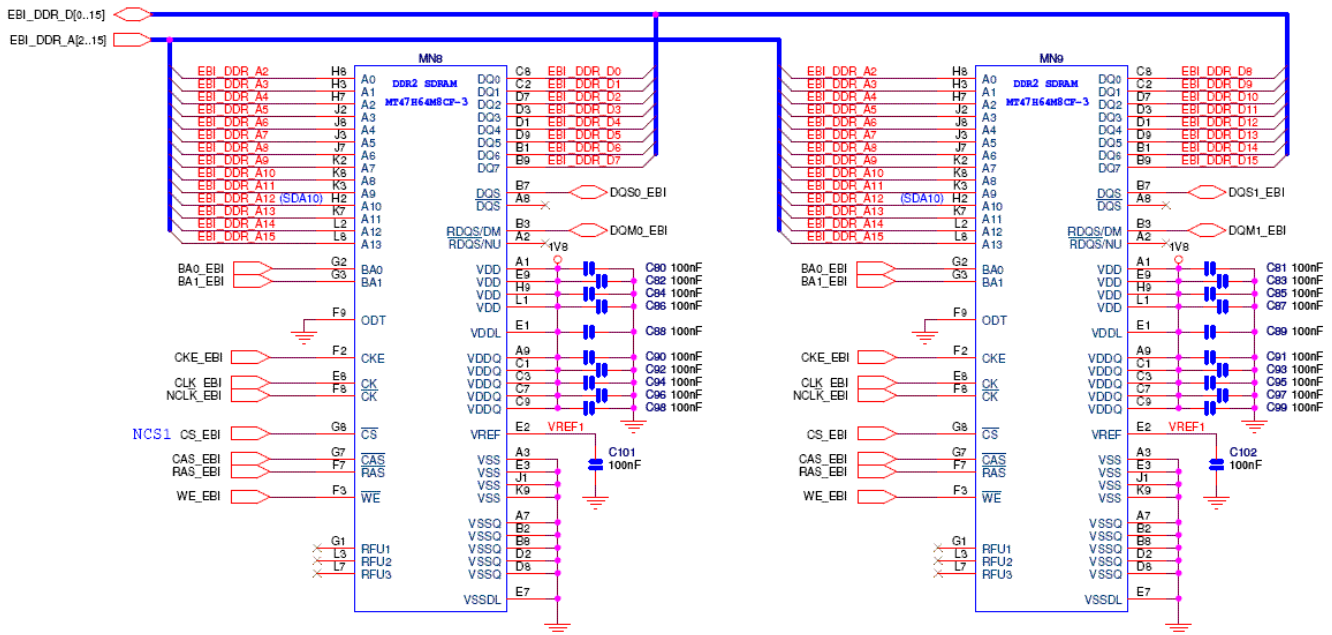 EBI_DDR_D[0..15]
EBI_DDR_A[2..15]
MN8
DDR2 SDRAM
MT47H64M8CF-3
EBI_DDR_A2 H8 A0
EBI_DDR_A3 H3 A1
EBI_DDR_A4 H7 A2
EBI_DDR_A5 J2 A3
EBI_DDR_A6 J8 A4
EBI_DDR_A7 J3 A5
EBI_DDR_A8 J7 A6
EBI_DDR_A9 K2 A7
EBI_DDR_A10 K8 A8
EBI_DDR_A11 K3 A9
EBI_DDR_A12 (SDA10) H2 A10
EBI_DDR_A13 K7 A11
EBI_DDR_A14 L2 A12
EBI_DDR_A15 L8 A13
BA0_EBI G2 BA0
BA1_EBI G3 BA1
F9 ODT
CKE_EBI F2 CKE
CLK_EBI E8 CK
NCLK_EBI F8 CK
NCS1 CS_EBI G8 CS
CAS_EBI G7 CAS
RAS_EBI F7 RAS
WE_EBI F3 WE
G1 RFU1
L3 RFU2
L7 RFU3
DQ0 C8 EBI_DDR_D0
DQ1 C2 EBI_DDR_D1
DQ2 D7 EBI_DDR_D2
DQ3 D3 EBI_DDR_D3
DQ4 D1 EBI_DDR_D4
DQ5 D9 EBI_DDR_D5
DQ6 B1 EBI_DDR_D6
DQ7 B9 EBI_DDR_D7
DQS B7 DQS0_EBI
DQS A8
RDQS/DM B3 DQM0_EBI
RDQS/NU A2
1V8
VDD A1 C80 100nF
VDD E9 C82 100nF
VDD H9 C84 100nF
VDD L1 C86 100nF
VDDL E1 C88 100nF
VDDQ A9 C90 100nF
VDDQ C1 C92 100nF
VDDQ C3 C94 100nF
VDDQ C7 C96 100nF
VDDQ C9 C98 100nF
VREF E2 VREF1
C101
100nF
VSS A3
VSS E3
VSS J1
VSS K9
VSSQ A7
VSSQ B2
VSSQ B8
VSSQ D2
VSSQ D8
VSSDL E7
MN9
DDR2 SDRAM
MT47H64M8CF-3
EBI_DDR_A2 H8 A0
EBI_DDR_A3 H3 A1
EBI_DDR_A4 H7 A2
EBI_DDR_A5 J2 A3
EBI_DDR_A6 J8 A4
EBI_DDR_A7 J3 A5
EBI_DDR_A8 J7 A6
EBI_DDR_A9 K2 A7
EBI_DDR_A10 K8 A8
EBI_DDR_A11 K3 A9
EBI_DDR_A12 (SDA10) H2 A10
EBI_DDR_A13 K7 A11
EBI_DDR_A14 L2 A12
EBI_DDR_A15 L8 A13
BA0_EBI G2 BA0
BA1_EBI G3 BA1
F9 ODT
CKE_EBI F2 CKE
CLK_EBI E8 CK
NCLK_EBI F8 CK
CS_EBI G8 CS
CAS_EBI G7 CAS
RAS_EBI F7 RAS
WE_EBI F3 WE
G1 RFU1
L3 RFU2
L7 RFU3
DQ0 C8 EBI_DDR_D8
DQ1 C2 EBI_DDR_D9
DQ2 D7 EBI_DDR_D10
DQ3 D3 EBI_DDR_D11
DQ4 D1 EBI_DDR_D12
DQ5 D9 EBI_DDR_D13
DQ6 B1 EBI_DDR_D14
DQ7 B9 EBI_DDR_D15
DQS B7 DQS1_EBI
DQS A8
RDQS/DM B3 DQM1_EBI
RDQS/NU A2
1V8
VDD A1 C81 100nF
VDD E9 C83 100nF
VDD H9 C85 100nF
VDD L1 C87 100nF
VDDL E1 C89 100nF
VDDQ A9 C91 100nF
VDDQ C1 C93 100nF
VDDQ C3 C95 100nF
VDDQ C7 C97 100nF
VDDQ C9 C99 100nF
VREF E2 VREF1
C102
100nF
VSS A3
VSS E3
VSS J1
VSS K9
VSSQ A7
VSSQ B2
VSSQ B8
VSSQ D2
VSSQ D8
VSSDL E7